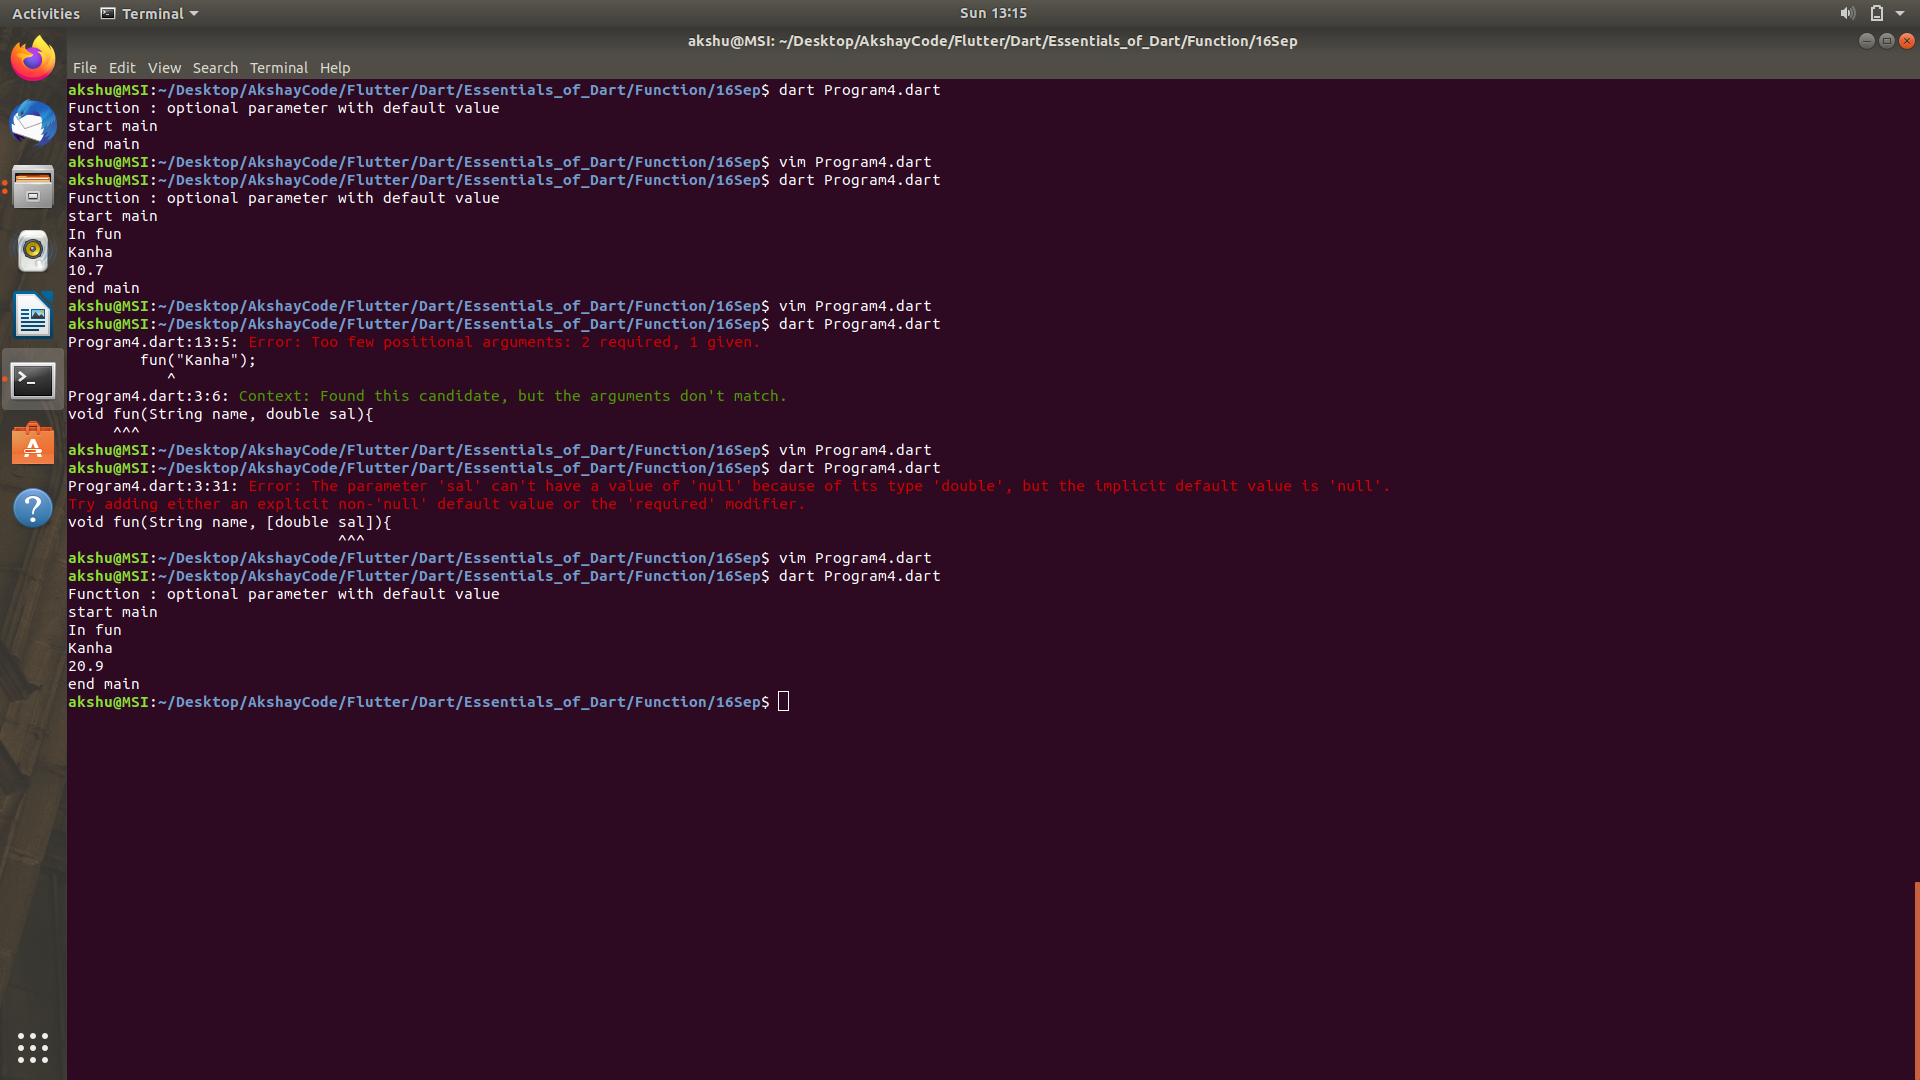 Activities Terminal Sun 13:15
akshu@MSI: ~/Desktop/AkshayCode/Flutter/Dart/Essentials_of_Dart/Function/16Sep
File Edit View Search Terminal Help
akshu@MSI:~/Desktop/AkshayCode/Flutter/Dart/Essentials_of_Dart/Function/16Sep$ dart Program4.dart
Function : optional parameter with default value
start main
end main
akshu@MSI:~/Desktop/AkshayCode/Flutter/Dart/Essentials_of_Dart/Function/16Sep$ vim Program4.dart
akshu@MSI:~/Desktop/AkshayCode/Flutter/Dart/Essentials_of_Dart/Function/16Sep$ dart Program4.dart
Function : optional parameter with default value
start main
In fun
Kanha
10.7
end main
akshu@MSI:~/Desktop/AkshayCode/Flutter/Dart/Essentials_of_Dart/Function/16Sep$ vim Program4.dart
akshu@MSI:~/Desktop/AkshayCode/Flutter/Dart/Essentials_of_Dart/Function/16Sep$ dart Program4.dart
Program4.dart:13:5: Error: Too few positional arguments: 2 required, 1 given.
        fun("Kanha");
           ^
Program4.dart:3:6: Context: Found this candidate, but the arguments don't match.
void fun(String name, double sal){
     ^^^
akshu@MSI:~/Desktop/AkshayCode/Flutter/Dart/Essentials_of_Dart/Function/16Sep$ vim Program4.dart
akshu@MSI:~/Desktop/AkshayCode/Flutter/Dart/Essentials_of_Dart/Function/16Sep$ dart Program4.dart
Program4.dart:3:31: Error: The parameter 'sal' can't have a value of 'null' because of its type 'double', but the implicit default value is 'null'.
Try adding either an explicit non-'null' default value or the 'required' modifier.
void fun(String name, [double sal]){
                              ^^^
akshu@MSI:~/Desktop/AkshayCode/Flutter/Dart/Essentials_of_Dart/Function/16Sep$ vim Program4.dart
akshu@MSI:~/Desktop/AkshayCode/Flutter/Dart/Essentials_of_Dart/Function/16Sep$ dart Program4.dart
Function : optional parameter with default value
start main
In fun
Kanha
20.9
end main
akshu@MSI:~/Desktop/AkshayCode/Flutter/Dart/Essentials_of_Dart/Function/16Sep$